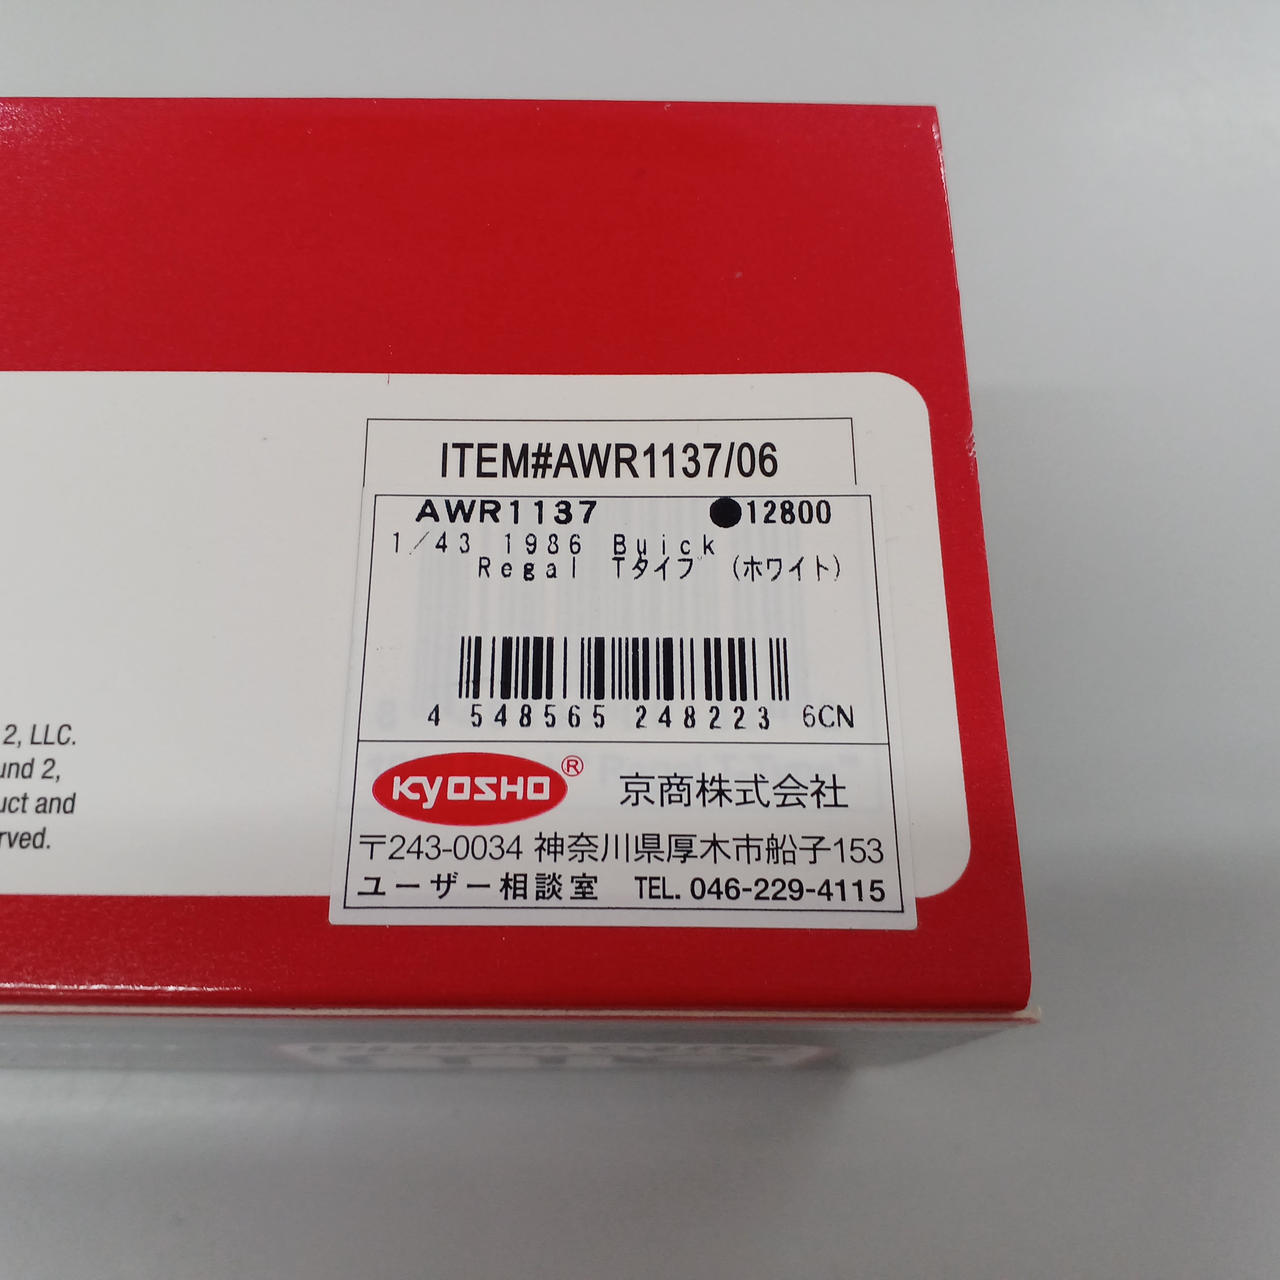 ITEM#AWR1137/06
AWR1137 ●12800
1/43 1986 Buick
Regal Tタイプ (ホワイト)
4 548565 248223 6CN
KYOSHO® 京商株式会社
〒243-0034 神奈川県厚木市船子153
ユーザー相談室 TEL. 046-229-4115
2, LLC.
und 2,
uct and
rved.